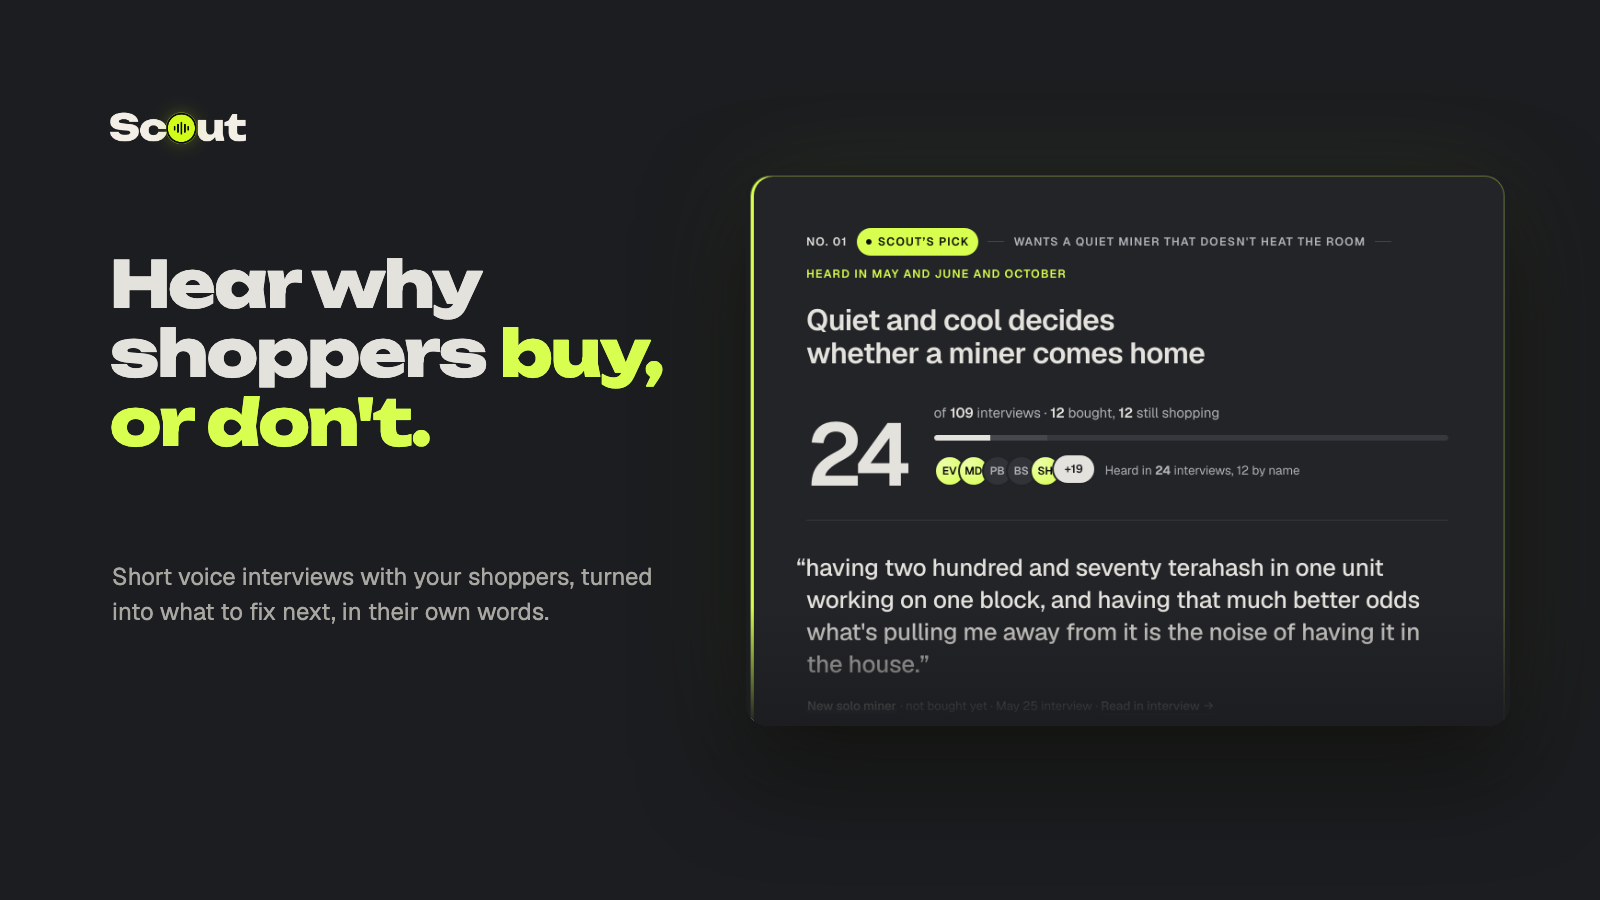 Scout
Hear why
shoppers buy,
or don't.
Short voice interviews with your shoppers, turned
into what to fix next, in their own words.
NO. 01 SCOUT'S PICK — WANTS A QUIET MINER THAT DOESN'T HEAT THE ROOM —
HEARD IN MAY AND JUNE AND OCTOBER
Quiet and cool decides
whether a miner comes home
24
of 109 interviews · 12 bought, 12 still shopping
EV MD PB BS SH +19 Heard in 24 interviews, 12 by name
“having two hundred and seventy terahash in one unit
working on one block, and having that much better odds
what's pulling me away from it is the noise of having it in
the house.”
New solo miner · not bought yet · May 25 interview · Read in interview →